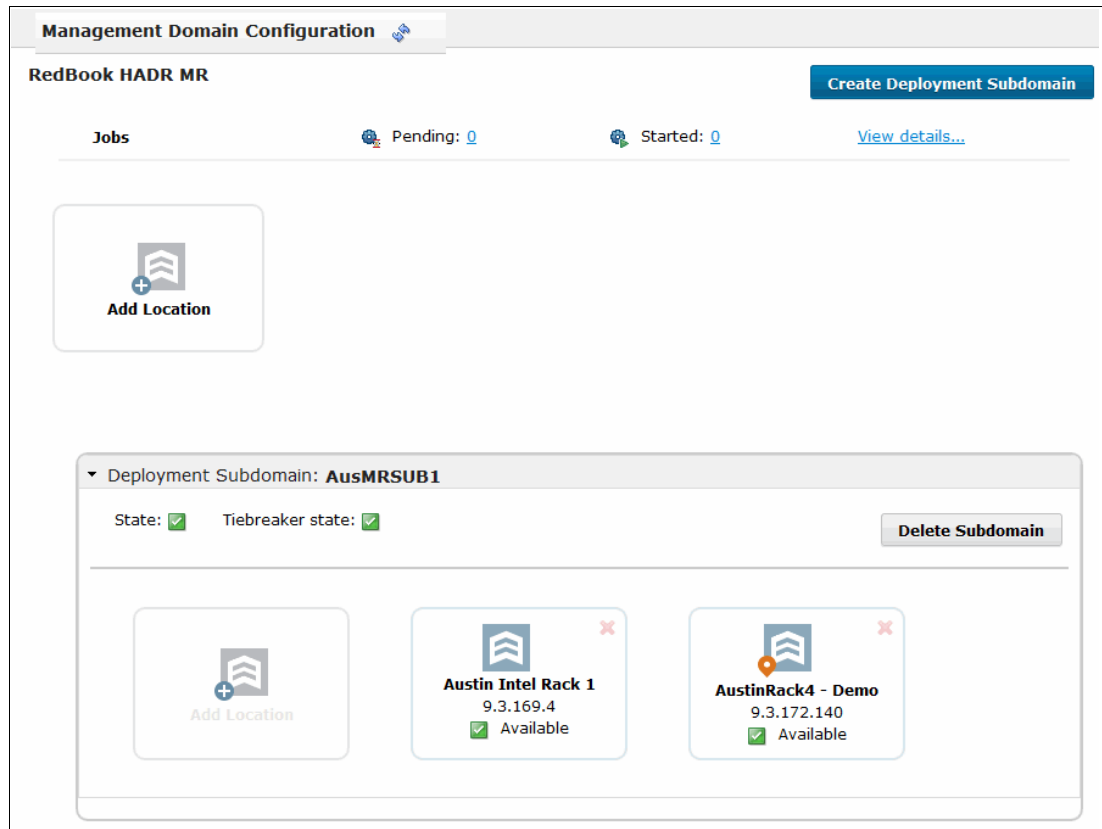 Management Domain Configuration
RedBook HADR MR
Create Deployment Subdomain
Jobs
Pending: 0
Started: 0
View details...
Add Location
Deployment Subdomain: AusMRSUB1
State:
Tiebreaker state:
Delete Subdomain
Add Location
Austin Intel Rack 1
9.3.169.4
Available
AustinRack4 - Demo
9.3.172.140
Available